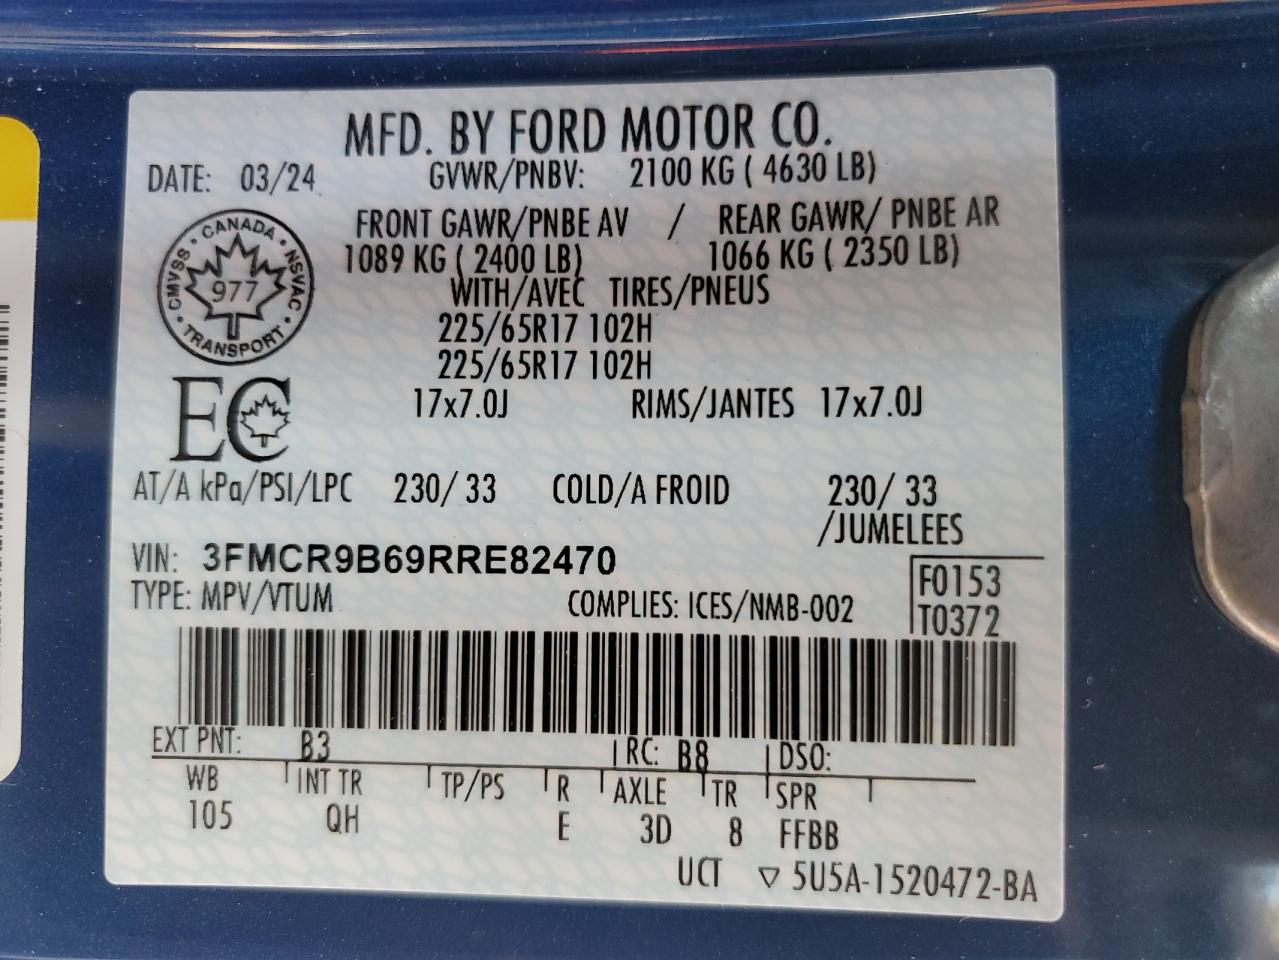 MFD. BY FORD MOTOR CO.
DATE: 03/24 GVWR/PNBV: 2100 KG ( 4630 LB)
FRONT GAWR/PNBE AV / REAR GAWR/ PNBE AR
1089 KG ( 2400 LB) 1066 KG ( 2350 LB)
WITH/AVEC TIRES/PNEUS
225/65R17 102H
225/65R17 102H
CANADA · NSVAC · TRANSPORT · CMVSS ·
977
EC
17x7.0J RIMS/JANTES 17x7.0J
AT/A kPa/PSI/LPC 230/ 33 COLD/A FROID 230/ 33
/JUMELEES
VIN: 3FMCR9B69RRE82470
F0153
TYPE: MPV/VTUM COMPLIES: ICES/NMB-002
T0372
EXT PNT: B3 RC: B8 DSO:
WB INT TR TP/PS R AXLE TR SPR
105 QH E 3D 8 FFBB
UCT ▽ 5U5A-1520472-BA